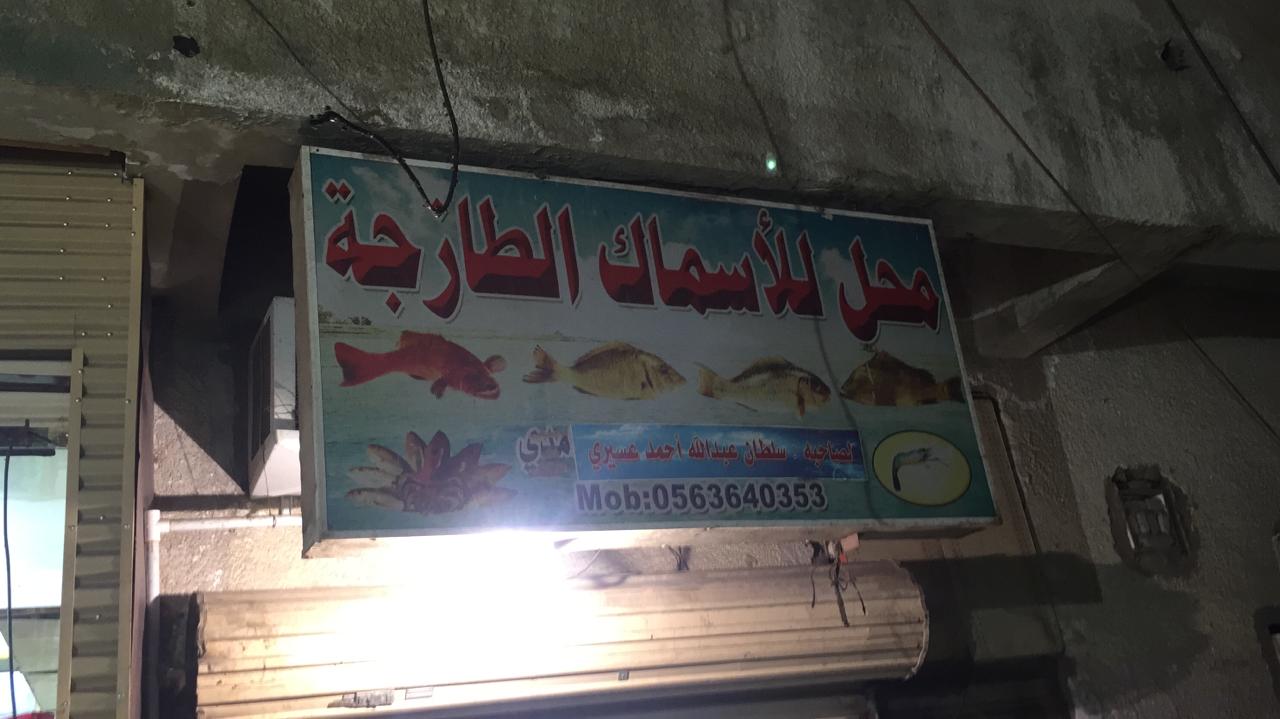 محل للأسماك الطازجة
لصاحبه - سلطان عبدالله أحمد عسيري
Mob:0563640353